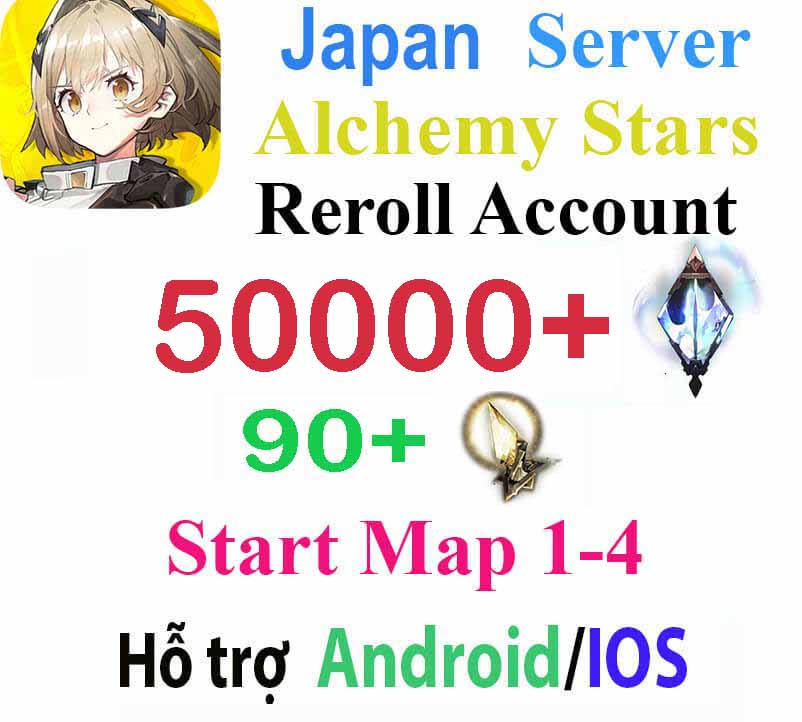 Japan Server
Alchemy Stars
Reroll Account
50000+
90+
Start Map 1-4
Hỗ trợ Android/IOS